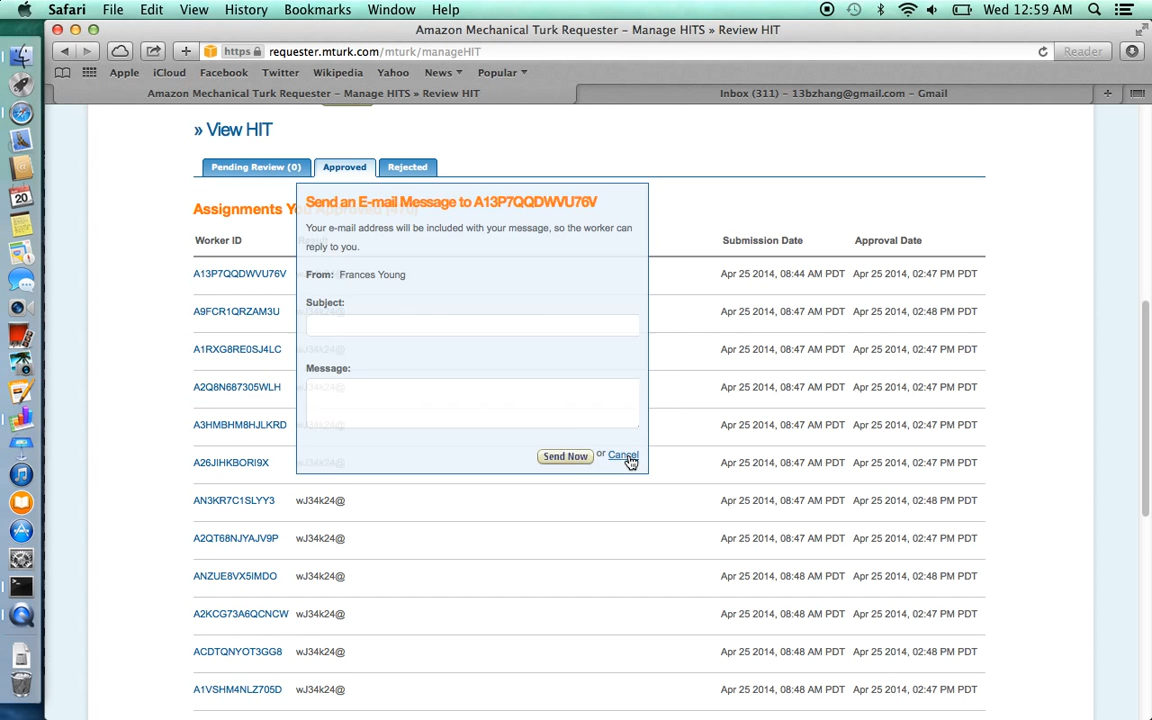 Safari File Edit View History Bookmarks Window Help Wed 12:59 AM
Amazon Mechanical Turk Requester – Manage HITS » Review HIT
https requester.mturk.com/mturk/manageHIT Reader
Apple iCloud Facebook Twitter Wikipedia Yahoo News Popular
Amazon Mechanical Turk Requester – Manage HITS » Review HIT Inbox (311) – 13bzhang@gmail.com – Gmail
» View HIT
Pending Review (0) Approved Rejected
Assignments You Approved (470)
Send an E-mail Message to A13P7QQDWVU76V
Your e-mail address will be included with your message, so the worker can
reply to you.
From: Frances Young
Subject:
Message:
Send Now or Cancel
Worker ID Submission Date Approval Date
A13P7QQDWVU76V Apr 25 2014, 08:44 AM PDT Apr 25 2014, 02:47 PM PDT
A9FCR1QRZAM3U Apr 25 2014, 08:47 AM PDT Apr 25 2014, 02:48 PM PDT
A1RXG8RE0SJ4LC wJ34k24@ Apr 25 2014, 08:47 AM PDT Apr 25 2014, 02:47 PM PDT
A2Q8N687305WLH wJ34k24@ Apr 25 2014, 08:47 AM PDT Apr 25 2014, 02:47 PM PDT
A3HMBHM8HJLKRD wJ34k24@ Apr 25 2014, 08:47 AM PDT Apr 25 2014, 02:47 PM PDT
A26JIHKBORI9X wJ34k24@ Apr 25 2014, 08:47 AM PDT Apr 25 2014, 02:47 PM PDT
AN3KR7C1SLYY3 wJ34k24@ Apr 25 2014, 08:47 AM PDT Apr 25 2014, 02:48 PM PDT
A2QT68NJYAJV9P wJ34k24@ Apr 25 2014, 08:47 AM PDT Apr 25 2014, 02:47 PM PDT
ANZUE8VX5IMDO wJ34k24@ Apr 25 2014, 08:48 AM PDT Apr 25 2014, 02:48 PM PDT
A2KCG73A6QCNCW wJ34k24@ Apr 25 2014, 08:48 AM PDT Apr 25 2014, 02:47 PM PDT
ACDTQNYOT3GG8 wJ34k24@ Apr 25 2014, 08:48 AM PDT Apr 25 2014, 02:48 PM PDT
A1VSHM4NLZ705D wJ34k24@ Apr 25 2014, 08:48 AM PDT Apr 25 2014, 02:48 PM PDT